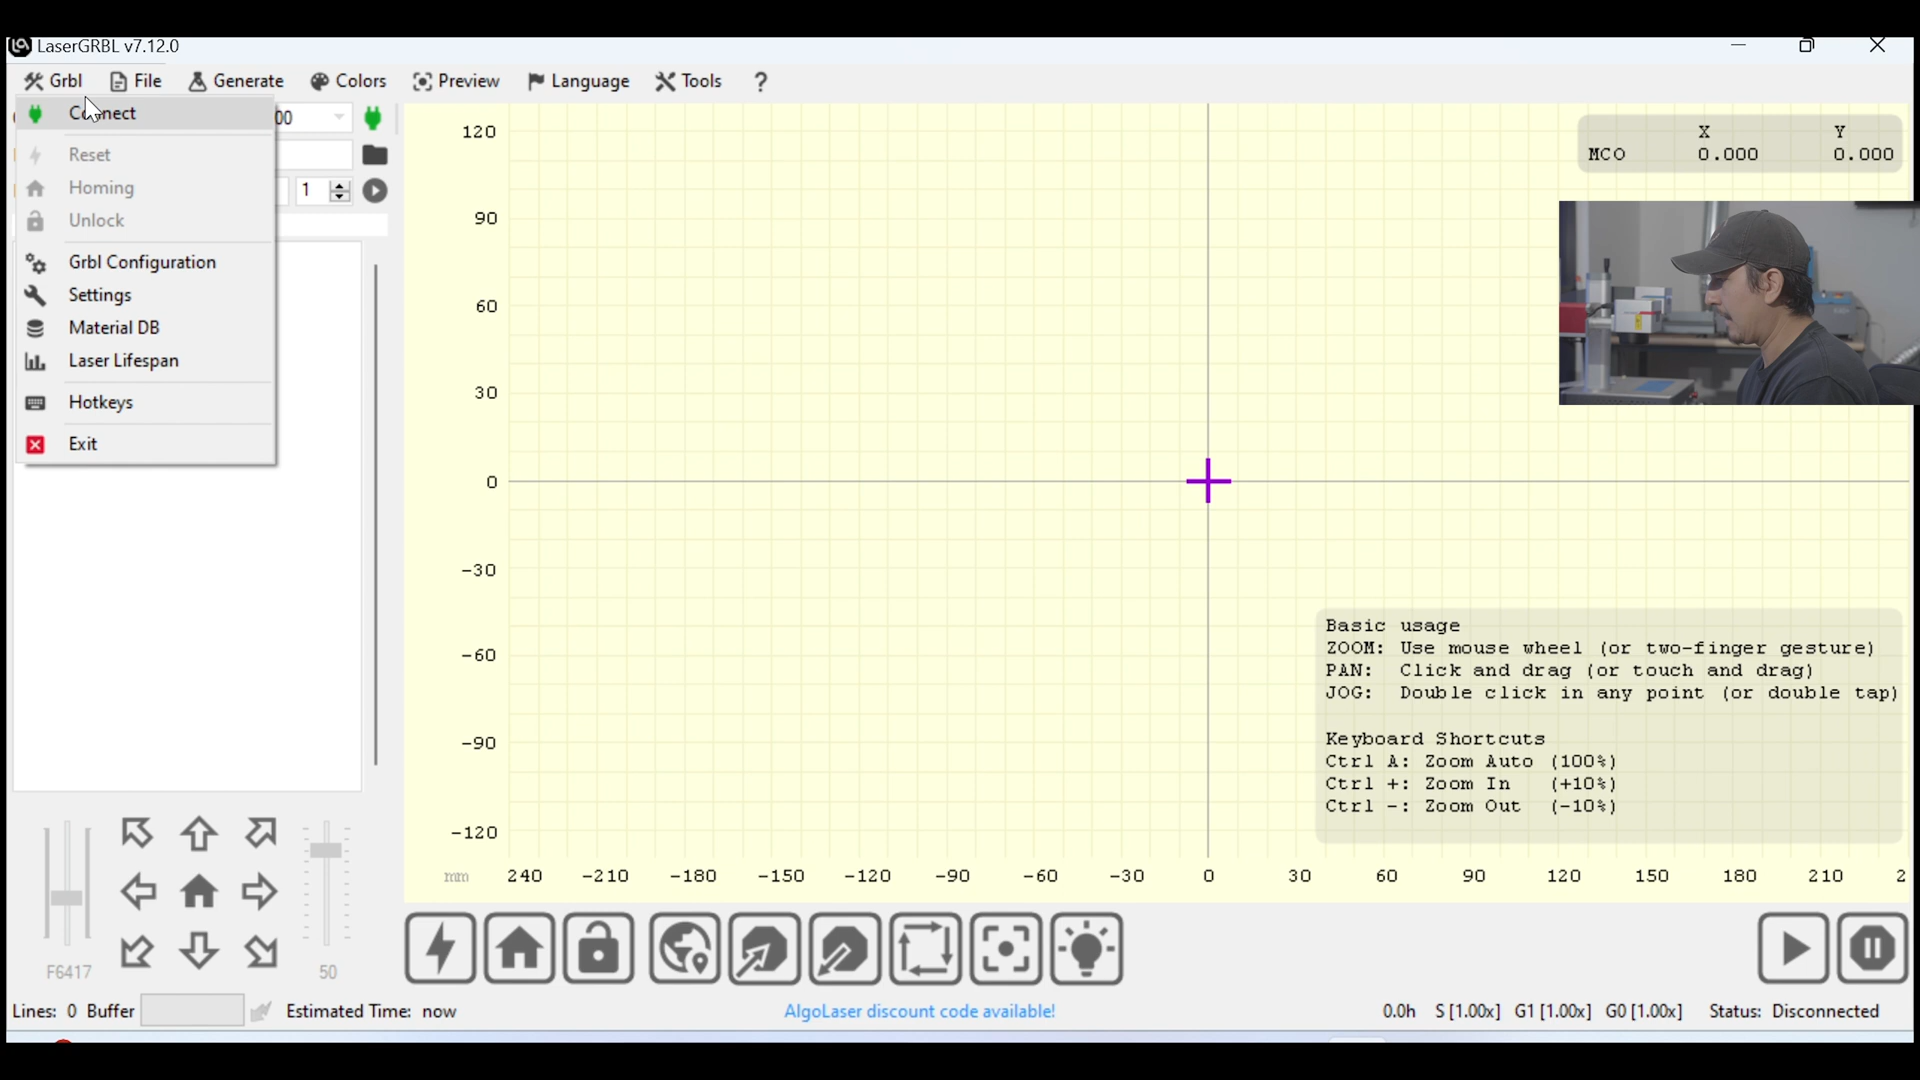 LaserGRBL v7.12.0
Grbl File Generate Colors Preview Language Tools ?
Connect
00
Reset
Homing
1
Unlock
Grbl Configuration
Settings
Material DB
Laser Lifespan
Hotkeys
Exit
X Y
MCO 0.000 0.000
120
90
60
30
0
-30
-60
-90
-120
mm 240 -210 -180 -150 -120 -90 -60 -30 0 30 60 90 120 150 180 210 2
Basic usage
ZOOM: Use mouse wheel (or two-finger gesture)
PAN: Click and drag (or touch and drag)
JOG: Double click in any point (or double tap)
Keyboard Shortcuts
Ctrl A: Zoom Auto (100%)
Ctrl +: Zoom In (+10%)
Ctrl -: Zoom Out (-10%)
F6417 50
Lines: 0 Buffer Estimated Time: now AlgoLaser discount code available! 0.0h S [1.00x] G1 [1.00x] G0 [1.00x] Status: Disconnected